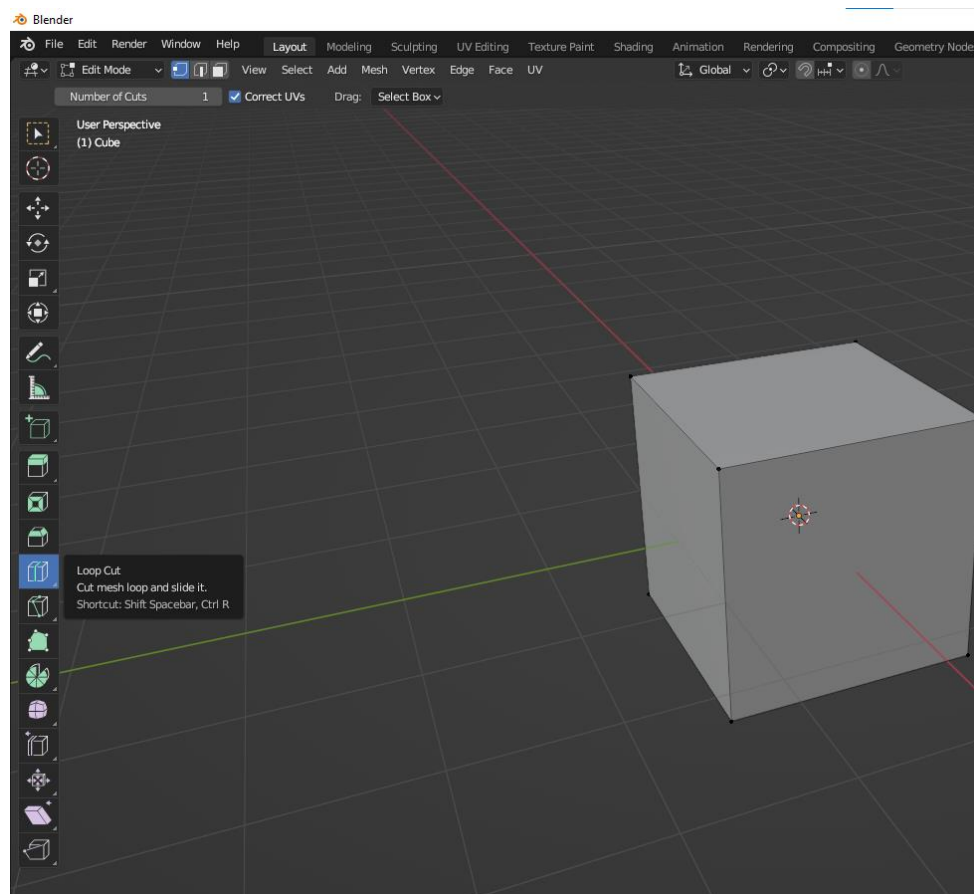 Blender
File Edit Render Window Help Layout Modeling Sculpting UV Editing Texture Paint Shading Animation Rendering Compositing Geometry Node
Edit Mode View Select Add Mesh Vertex Edge Face UV Global
Number of Cuts 1 Correct UVs Drag: Select Box
User Perspective
(1) Cube
Loop Cut
Cut mesh loop and slide it.
Shortcut: Shift Spacebar, Ctrl R